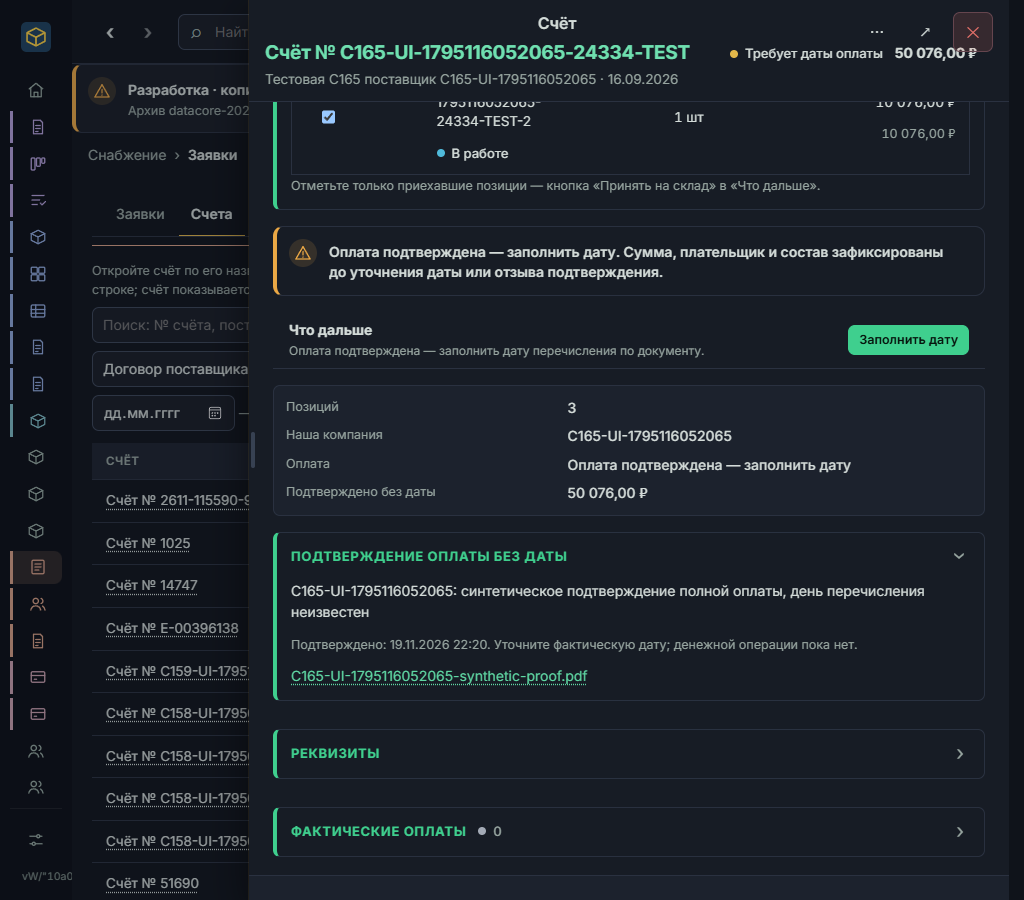 Счёт
Счёт № C165-UI-1795116052065-24334-TEST
Требует даты оплаты 50 076,00 ₽
Тестовая C165 поставщик C165-UI-1795116052065 · 16.09.2026
Найт
Разработка · копи
Архив datacore-202
Снабжение › Заявки
Заявки
Счета
Откройте счёт по его назв
строке; счёт показываетс
Поиск: № счёта, пост
Договор поставщика
дд.мм.гггг
—
СЧЁТ
Счёт № 2611-115590-9
Счёт № 1025
Счёт № 14747
Счёт № E-00396138
Счёт № C159-UI-1795
Счёт № C158-UI-1795
Счёт № C158-UI-1795
Счёт № C158-UI-1795
Счёт № C158-UI-1795
Счёт № 51690
1795116052065-
24334-TEST-2
1 шт
10 076,00 ₽
10 076,00 ₽
В работе
Отметьте только приехавшие позиции — кнопка «Принять на склад» в «Что дальше».
Оплата подтверждена — заполнить дату. Сумма, плательщик и состав зафиксированы
до уточнения даты или отзыва подтверждения.
Что дальше
Оплата подтверждена — заполнить дату перечисления по документу.
Заполнить дату
Позиций 3
Наша компания C165-UI-1795116052065
Оплата Оплата подтверждена — заполнить дату
Подтверждено без даты 50 076,00 ₽
ПОДТВЕРЖДЕНИЕ ОПЛАТЫ БЕЗ ДАТЫ
C165-UI-1795116052065: синтетическое подтверждение полной оплаты, день перечисления
неизвестен
Подтверждено: 19.11.2026 22:20. Уточните фактическую дату; денежной операции пока нет.
C165-UI-1795116052065-synthetic-proof.pdf
РЕКВИЗИТЫ
ФАКТИЧЕСКИЕ ОПЛАТЫ 0